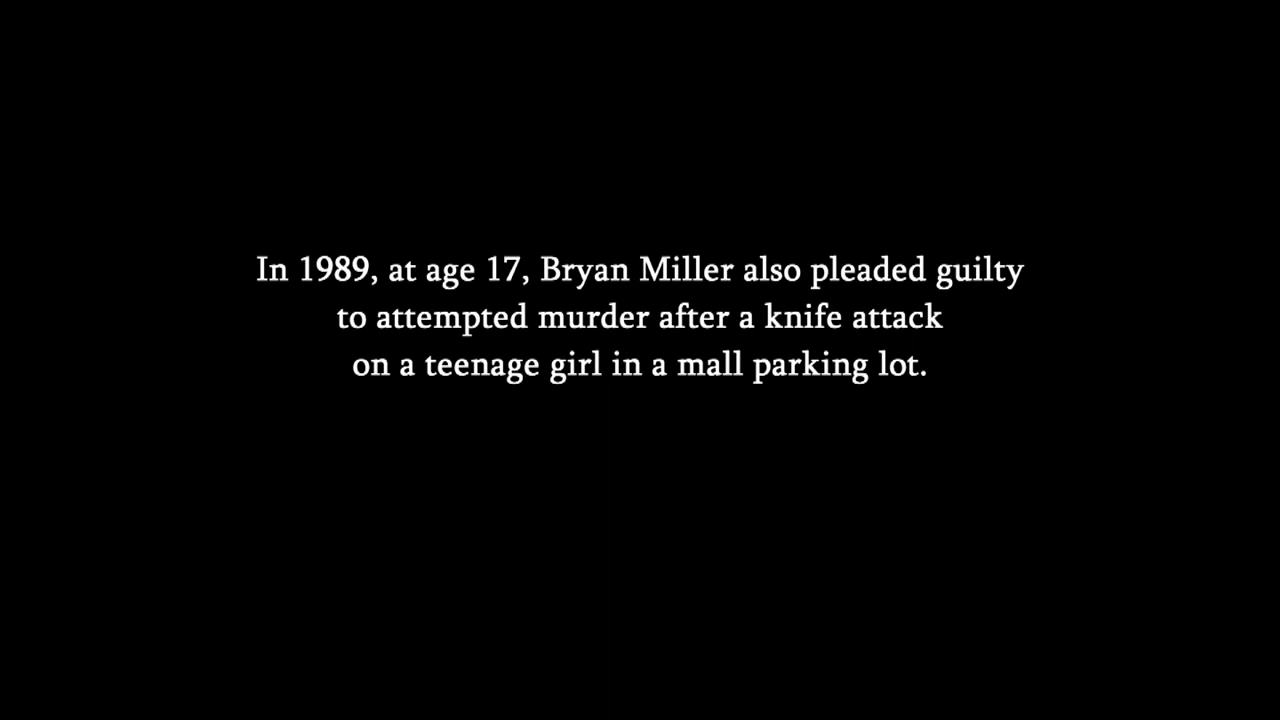 In 1989, at age 17, Bryan Miller also pleaded guilty
to attempted murder after a knife attack
on a teenage girl in a mall parking lot.